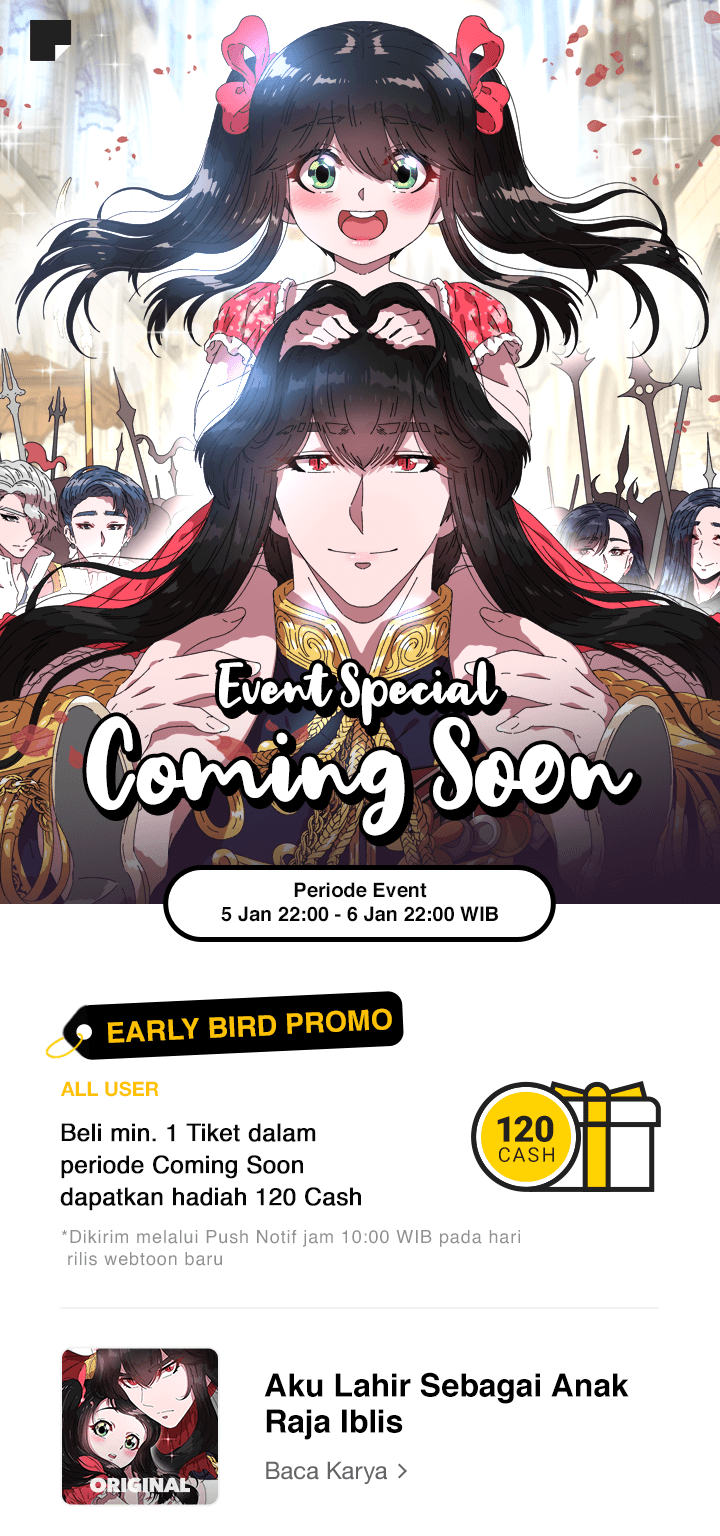 Event Special
Coming Soon
Periode Event
5 Jan 22:00 - 6 Jan 22:00 WIB
EARLY BIRD PROMO
ALL USER
Beli min. 1 Tiket dalam
periode Coming Soon
dapatkan hadiah 120 Cash
120
CASH
*Dikirim melalui Push Notif jam 10:00 WIB pada hari
rilis webtoon baru
ORIGINAL
Aku Lahir Sebagai Anak
Raja Iblis
Baca Karya >